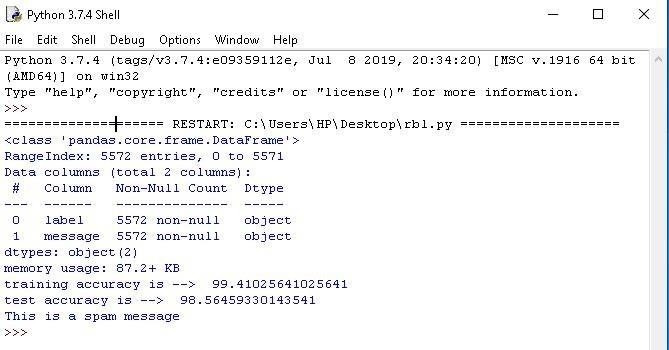 Python 3.7.4 Shell
File Edit Shell Debug Options Window Help
Python 3.7.4 (tags/v3.7.4:e09359112e, Jul  8 2019, 20:34:20) [MSC v.1916 64 bit
(AMD64)] on win32
Type "help", "copyright", "credits" or "license()" for more information.
>>>
==================== RESTART: C:\Users\HP\Desktop\rb1.py ====================
<class 'pandas.core.frame.DataFrame'>
RangeIndex: 5572 entries, 0 to 5571
Data columns (total 2 columns):
 #   Column   Non-Null Count  Dtype
---  ------   --------------  -----
 0   label    5572 non-null   object
 1   message  5572 non-null   object
dtypes: object(2)
memory usage: 87.2+ KB
training accuracy is -->  99.41025641025641
test accuracy is -->  98.56459330143541
This is a spam message
>>>